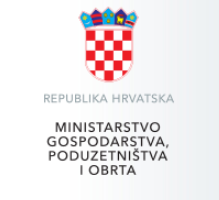 REPUBLIKA HRVATSKA
MINISTARSTVO
GOSPODARSTVA,
PODUZETNIŠTVA
I OBRTA